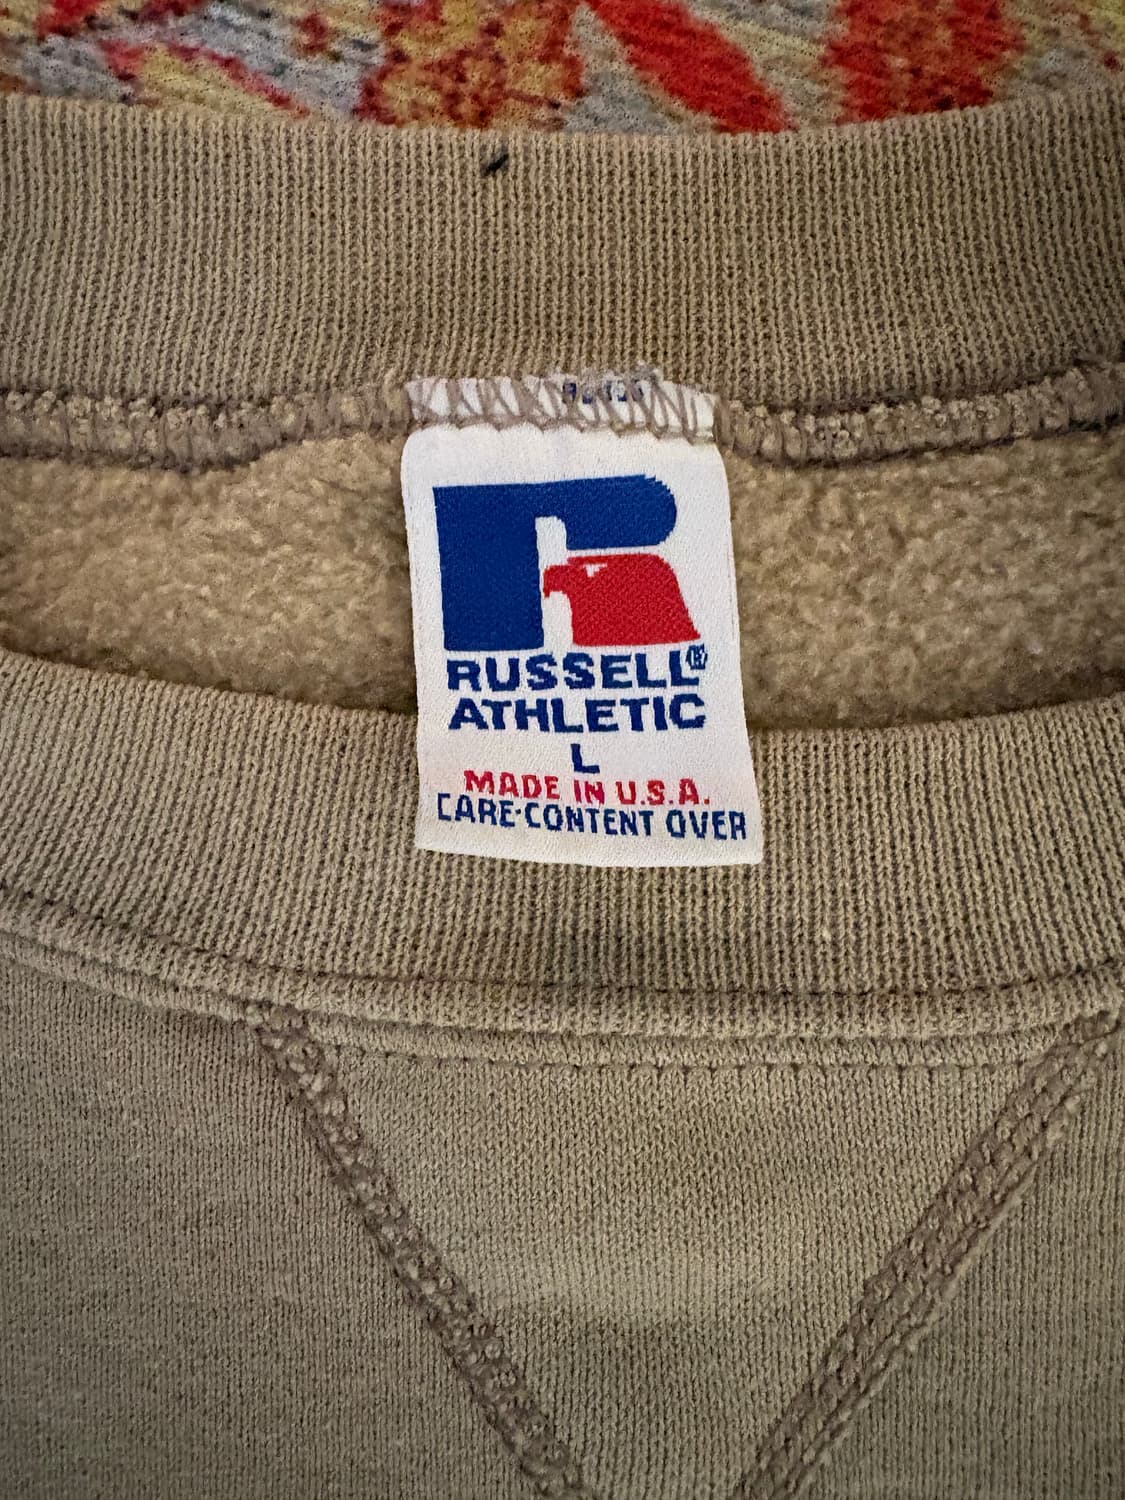 RUSSELL®
ATHLETIC
L
MADE IN U.S.A.
CARE·CONTENT OVER